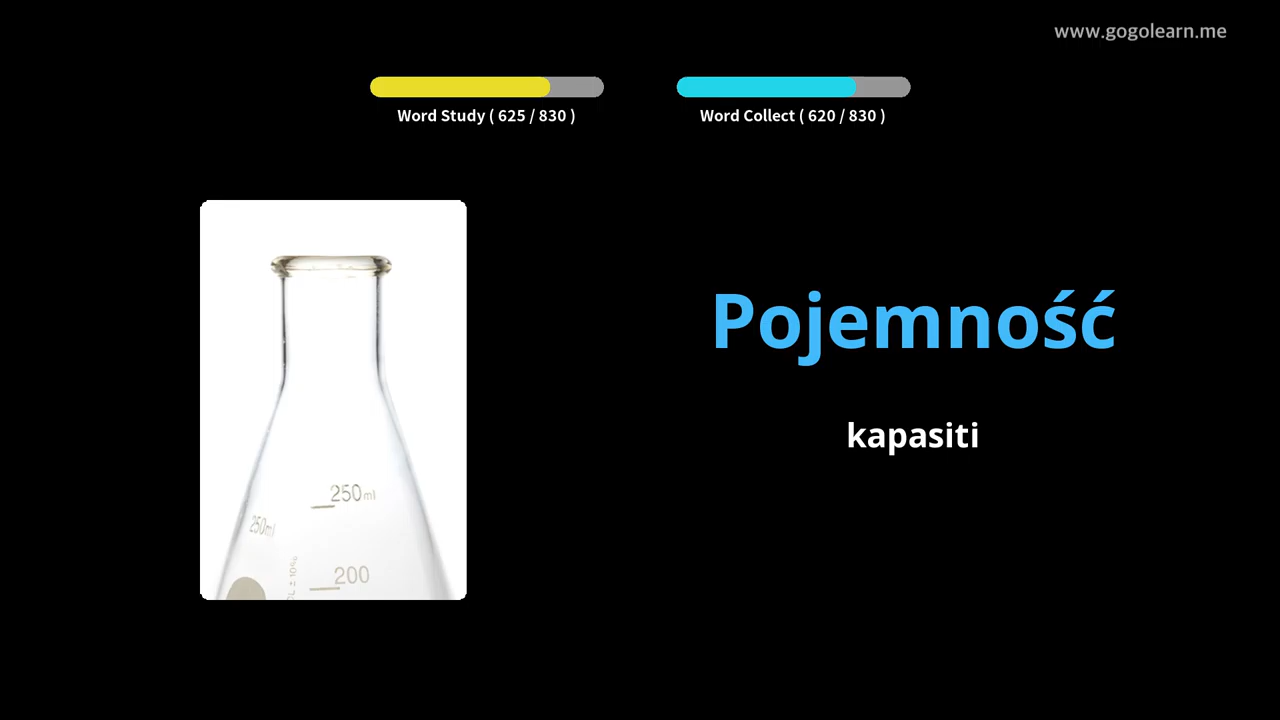 www.gogolearn.me
Word Study ( 625 / 830 )
Word Collect ( 620 / 830 )
Pojemność
kapasiti
250ml
250ml
200